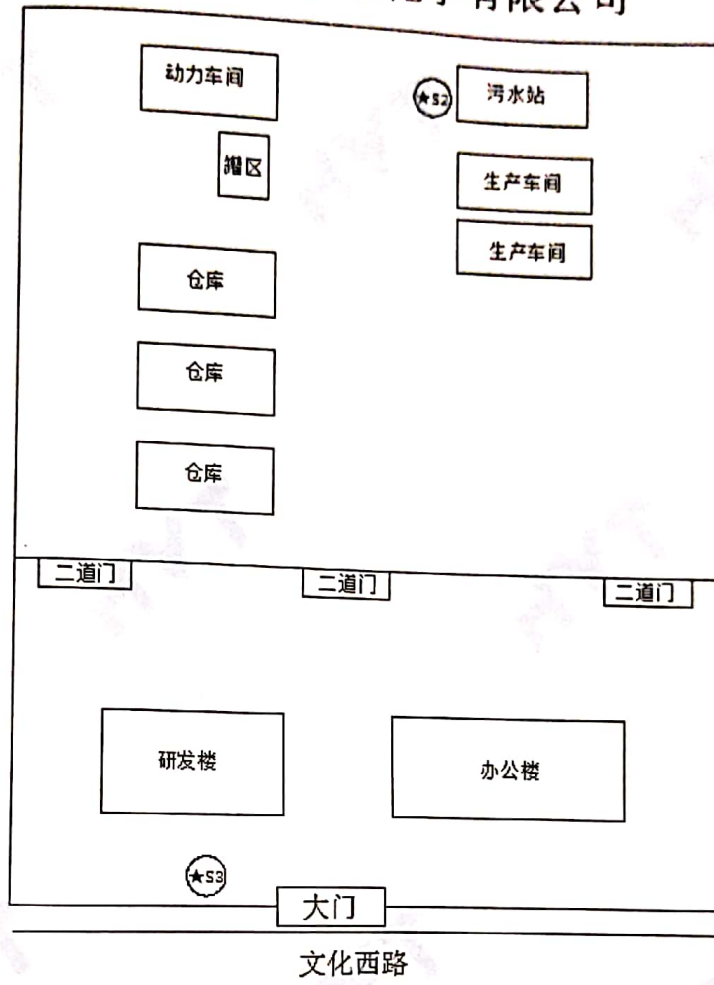 有限公司
动力车间
★S2
污水站
罐区
生产车间
生产车间
仓库
仓库
仓库
二道门
二道门
二道门
研发楼
办公楼
★S3
大门
文化西路